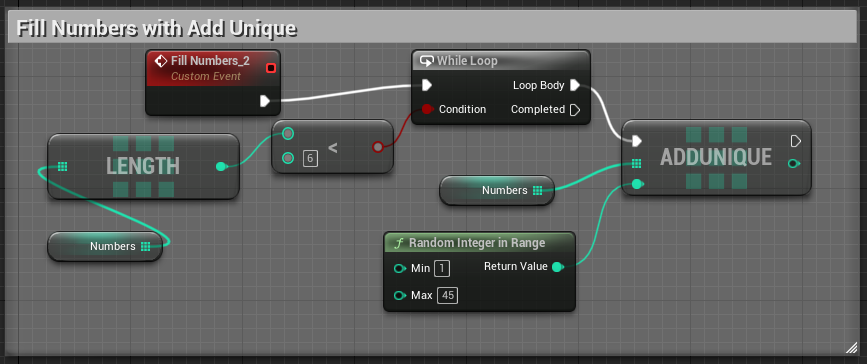 Fill Numbers with Add Unique
Fill Numbers_2
Custom Event
While Loop
Loop Body
Condition
Completed
LENGTH
6
<
ADDUNIQUE
Numbers
Numbers
f Random Integer in Range
Min 1
Return Value
Max 45